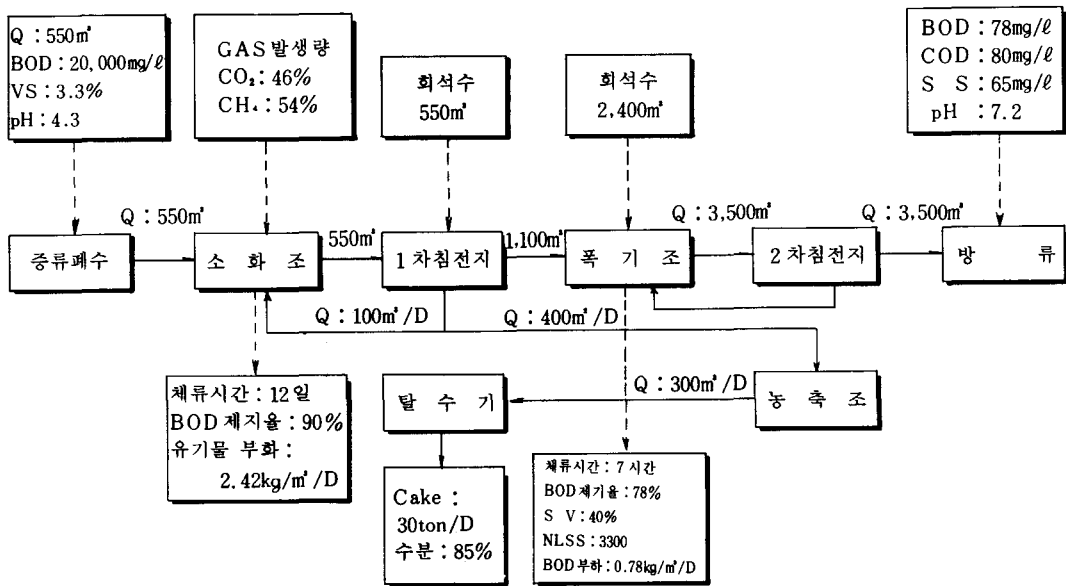 Q : 550㎥
BOD : 20,000mg/ℓ
VS : 3.3%
pH : 4.3
GAS발생량
CO₂ : 46%
CH₄ : 54%
희석수
550㎥
희석수
2,400㎥
BOD : 78mg/ℓ
COD : 80mg/ℓ
S S : 65mg/ℓ
pH : 7.2
Q : 550㎥
550㎥
1,100㎥
Q : 3,500㎥
Q : 3,500㎥
증류폐수
소 화 조
1차침전지
폭 기 조
2차침전지
방 류
Q : 100㎥/D
Q : 400㎥/D
Q : 300㎥/D
체류시간 : 12일
BOD제지율 : 90%
유기물 부화 :
2.42kg/㎥/D
탈 수 기
농 축 조
Cake :
30ton/D
수분 : 85%
체류시간 : 7시간
BOD제기율 : 78%
S V : 40%
NLSS : 3300
BOD부하 : 0.78kg/㎥/D